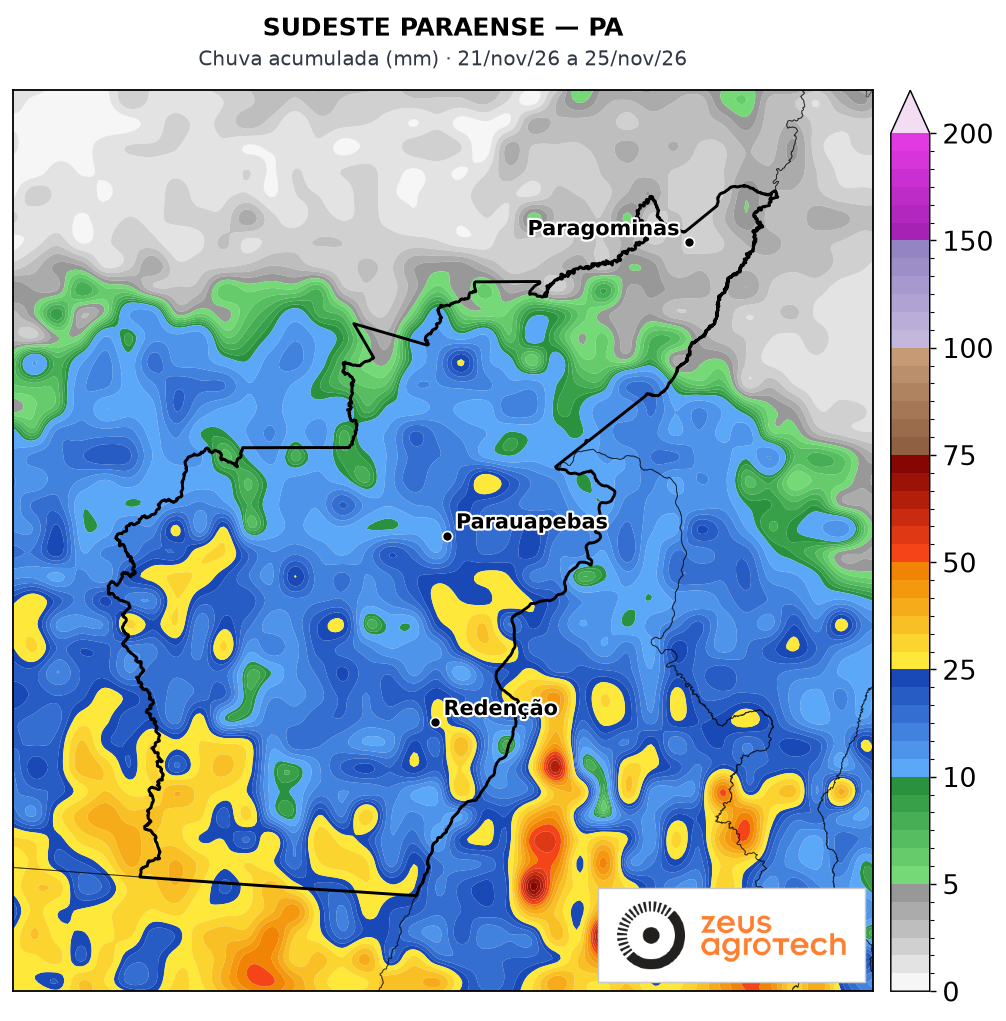 SUDESTE PARAENSE — PA
Chuva acumulada (mm) · 21/nov/26 a 25/nov/26
200
150
100
75
50
25
10
5
0
Paragominas
Parauapebas
Redenção
zeus
agrotech